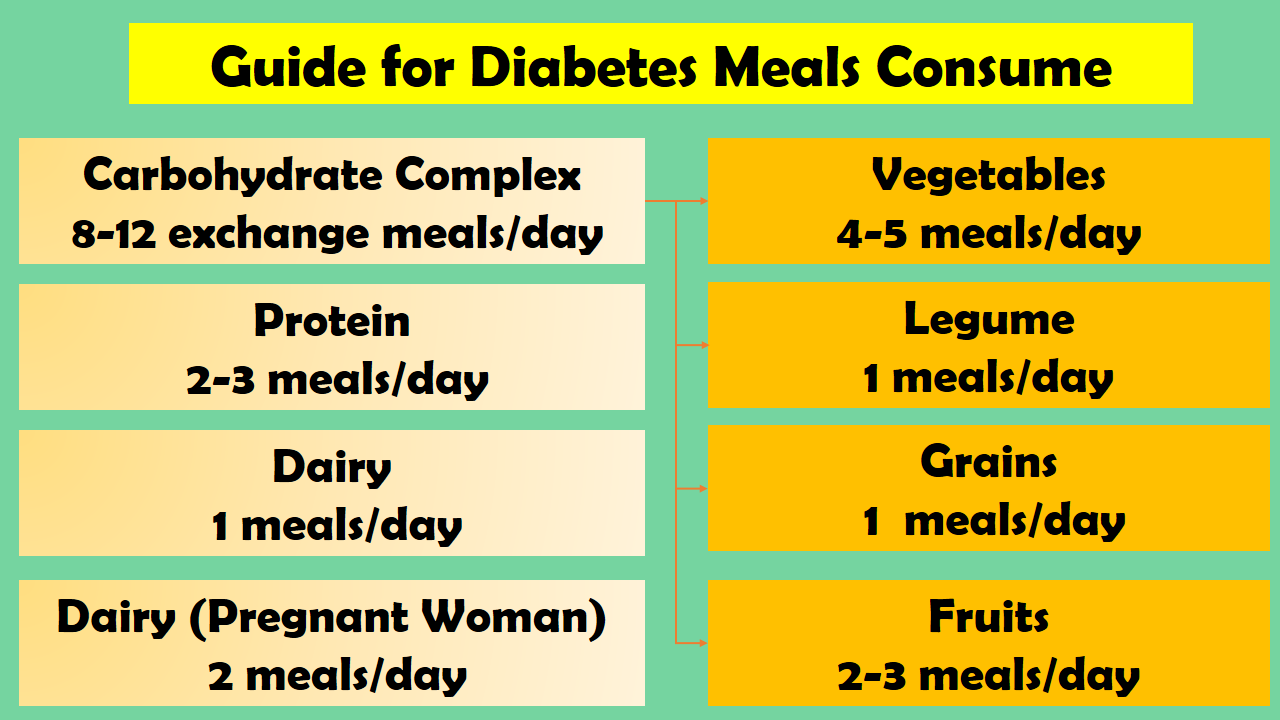 Guide for Diabetes Meals Consume
Carbohydrate Complex
8-12 exchange meals/day
Protein
2-3 meals/day
Dairy
1 meals/day
Dairy (Pregnant Woman)
2 meals/day
Vegetables
4-5 meals/day
Legume
1 meals/day
Grains
1 meals/day
Fruits
2-3 meals/day